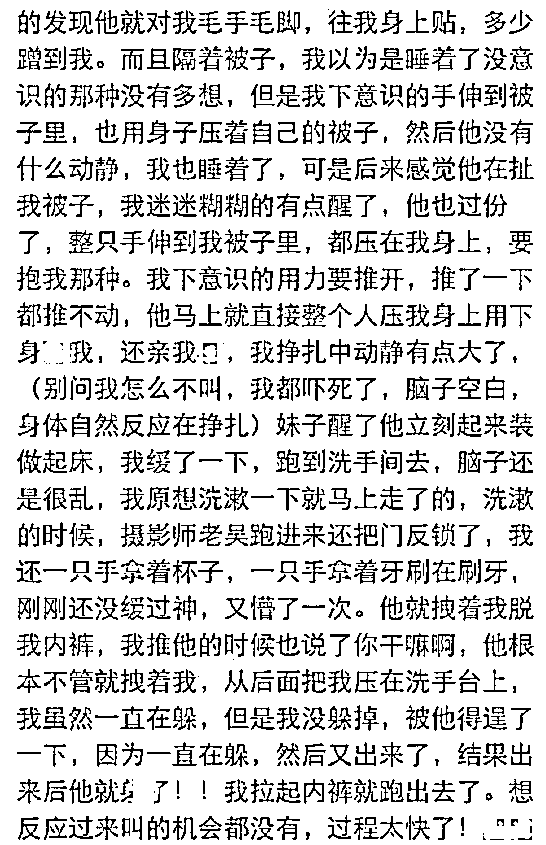 的发现他就对我毛手毛脚，往我身上贴，多少
蹭到我。而且隔着被子，我以为是睡着了没意
识的那种没有多想，但是我下意识的手伸到被
子里，也用身子压着自己的被子，然后他没有
什么动静，我也睡着了，可是后来感觉他在扯
我被子，我迷迷糊糊的有点醒了，他也过份
了，整只手伸到我被子里，都压在我身上，要
抱我那种。我下意识的用力要推开，推了一下
都推不动，他马上就直接整个人压我身上用下
身我，还亲我，我挣扎中动静有点大了，
（别问我怎么不叫，我都吓死了，脑子空白，
身体自然反应在挣扎）妹子醒了他立刻起来装
做起床，我缓了一下，跑到洗手间去，脑子还
是很乱，我原想洗漱一下就马上走了的，洗漱
的时候，摄影师老吴跑进来还把门反锁了，我
还一只手拿着杯子，一只手拿着牙刷在刷牙，
刚刚还没缓过神，又懵了一次。他就拽着我脱
我内裤，我推他的时候也说了你干嘛啊，他根
本不管就拽着我，从后面把我压在洗手台上，
我虽然一直在躲，但是我没躲掉，被他得逞了
一下，因为一直在躲，然后又出来了，结果出
来后他就了！！我拉起内裤就跑出去了。想
反应过来叫的机会都没有，过程太快了！